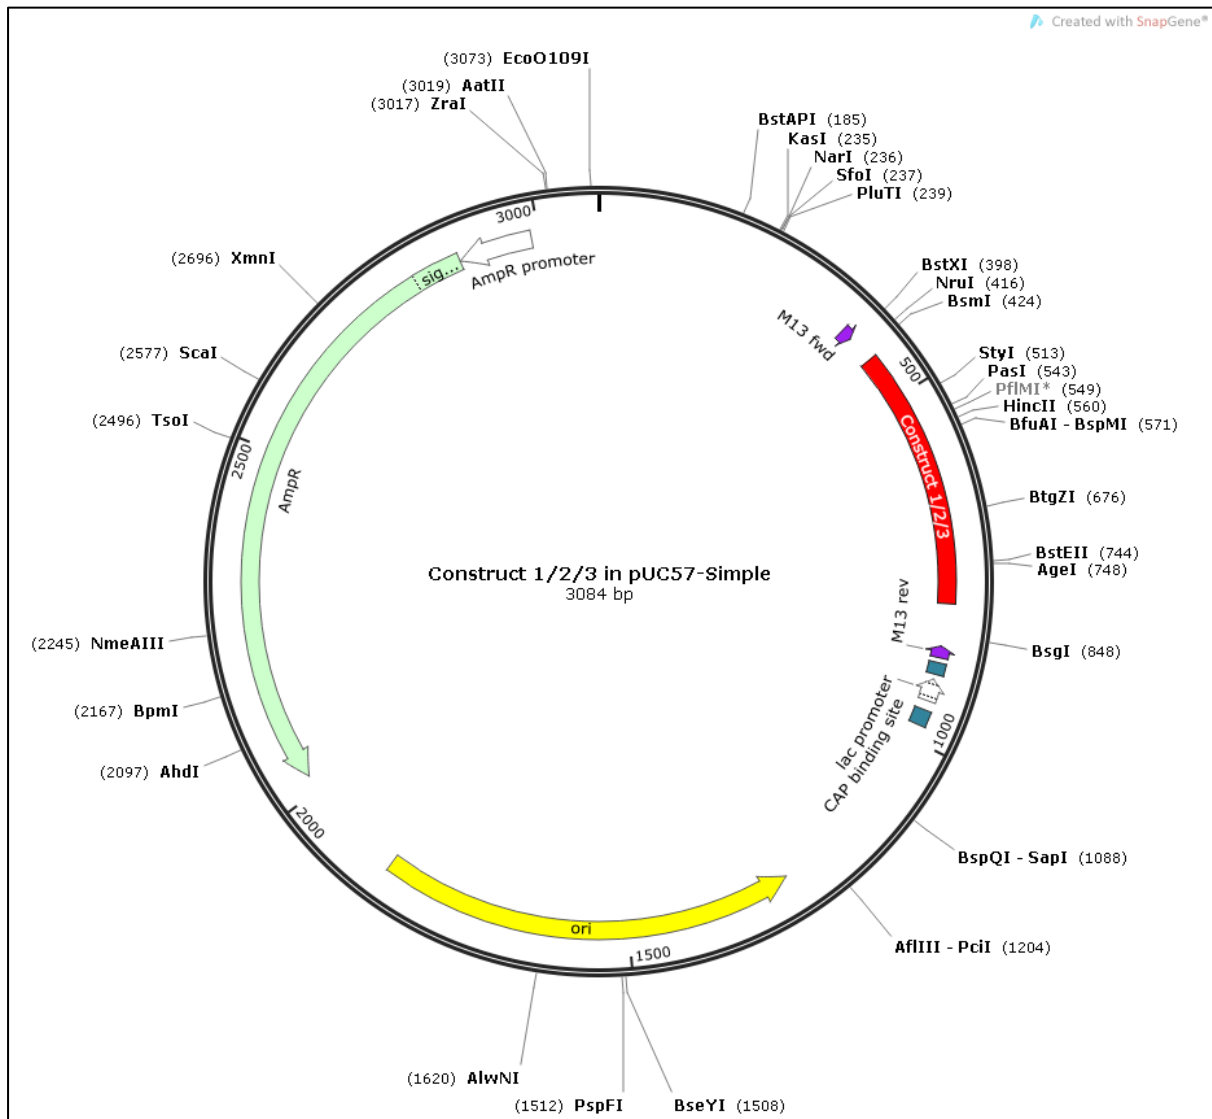 Created with SnapGene®
(3073) EcoO109I
(3019) AatII
(3017) ZraI
BstAPI (185)
KasI (235)
NarI (236)
SfoI (237)
PluTI (239)
3000
(2696) XmnI
sig...
AmpR promoter
BstXI (398)
NruI (416)
BsmI (424)
M13 fwd
(2577) ScaI
500
StyI (513)
PasI (543)
PflMI* (549)
HincII (560)
BfuAI - BspMI (571)
(2496) TsoI
2500
AmpR
Construct 1/2/3
BtgZI (676)
BstEII (744)
AgeI (748)
Construct 1/2/3 in pUC57-Simple
3084 bp
M13 rev
(2245) NmeAIII
BsgI (848)
(2167) BpmI
lac promoter
CAP binding site
1000
(2097) AhdI
2000
BspQI - SapI (1088)
ori
AflIII - PciI (1204)
1500
(1620) AlwNI
(1512) PspFI
BseYI (1508)